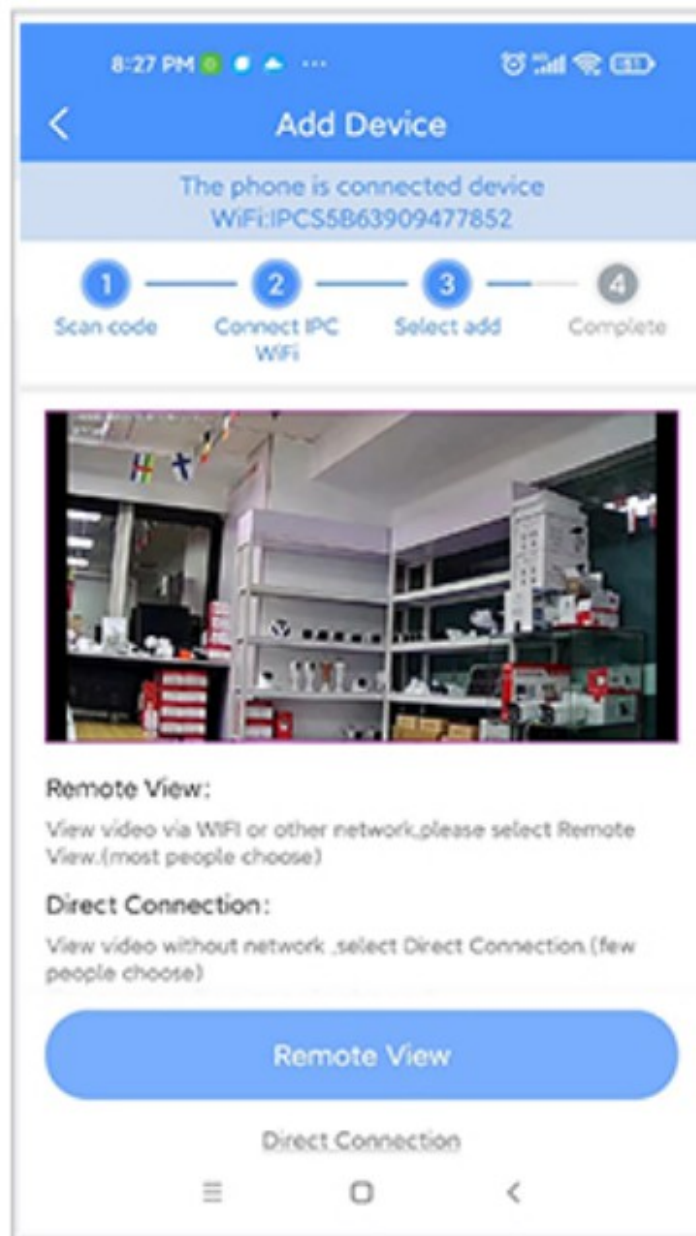 8:27 PM
Add Device
The phone is connected device
WiFi:IPCS5B63909477852
1
2
3
4
Scan code
Connect IPC
WiFi
Select add
Complete
Remote View:
View video via WIFI or other network,please select Remote
View.(most people choose)
Direct Connection:
View video without network ,select Direct Connection.(few
people choose)
Remote View
Direct Connection